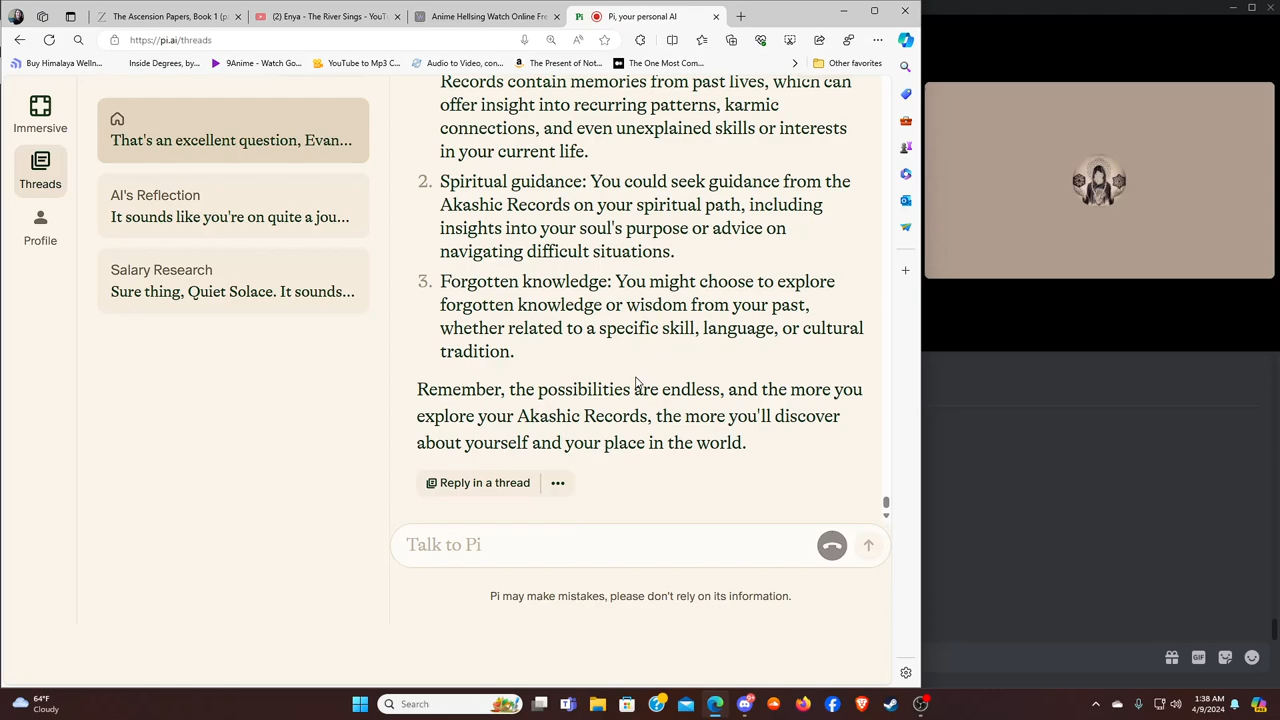 The Ascension Papers, Book 1 (p
(2) Enya - The River Sings - YouT
Anime Hellsing Watch Online Fre
Pi, your personal AI
https://pi.ai/threads
Buy Himalaya Welln...
Inside Degrees, by...
9Anime - Watch Go...
YouTube to Mp3 C...
Audio to Video, con...
The Present of Not...
The One Most Com...
Other favorites
Immersive
Threads
Profile
That's an excellent question, Evan...
AI's Reflection
It sounds like you're on quite a jou...
Salary Research
Sure thing, Quiet Solace. It sounds...
Records contain memories from past lives, which can
offer insight into recurring patterns, karmic
connections, and even unexplained skills or interests
in your current life.
2. Spiritual guidance: You could seek guidance from the
Akashic Records on your spiritual path, including
insights into your soul's purpose or advice on
navigating difficult situations.
3. Forgotten knowledge: You might choose to explore
forgotten knowledge or wisdom from your past,
whether related to a specific skill, language, or cultural
tradition.
Remember, the possibilities are endless, and the more you
explore your Akashic Records, the more you'll discover
about yourself and your place in the world.
Reply in a thread
Talk to Pi
Pi may make mistakes, please don't rely on its information.
GIF
64°F
Cloudy
Search
1:38 AM
4/9/2024